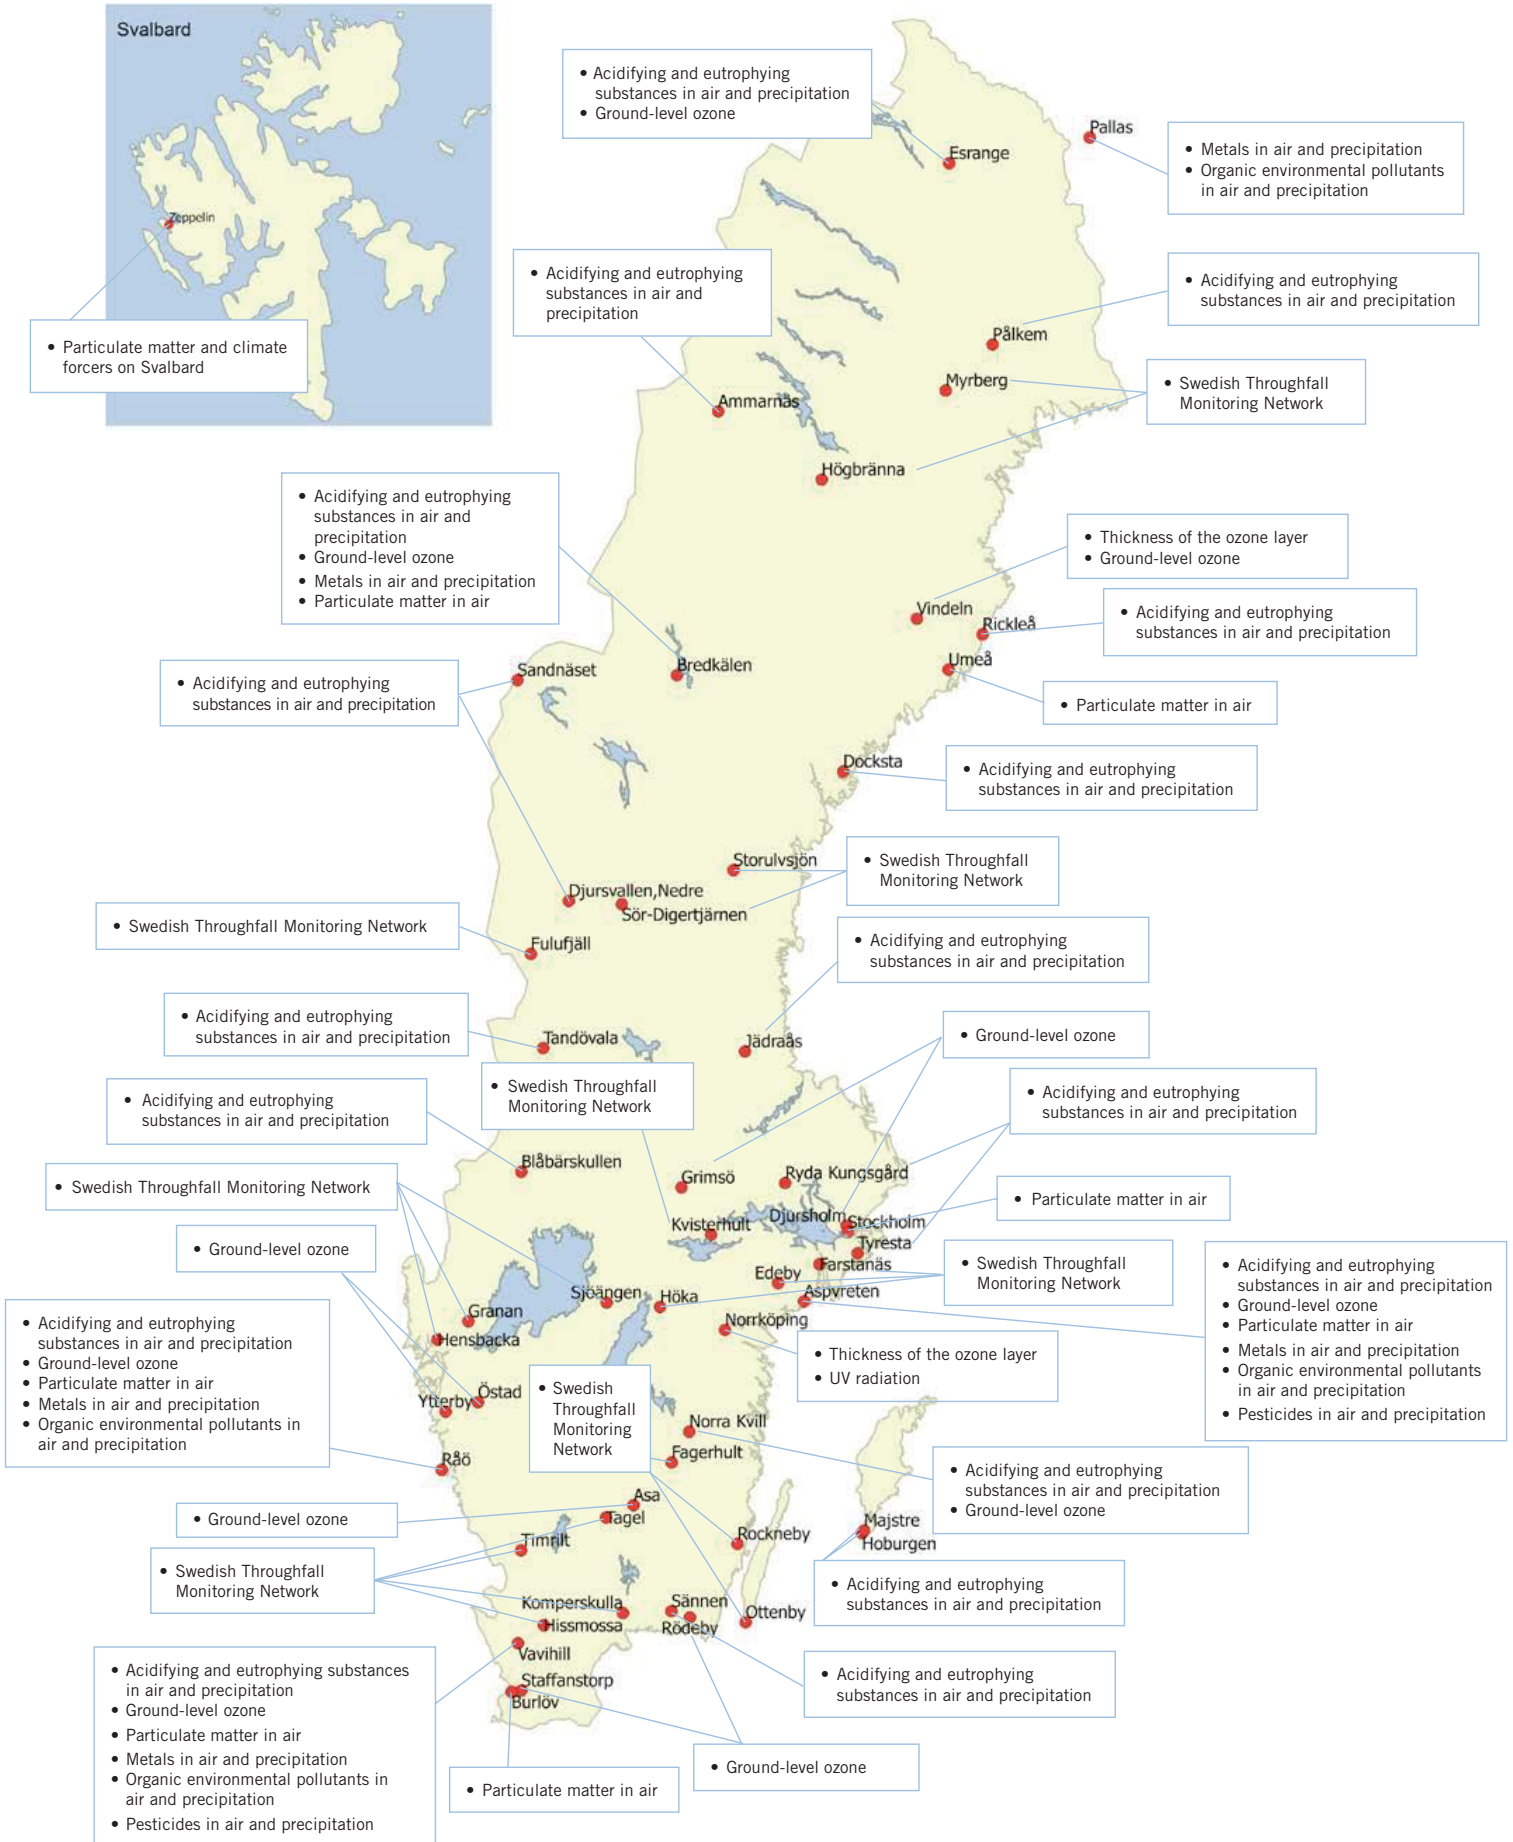 Svalbard
Zeppelin
• Particulate matter and climate
forcers on Svalbard
• Acidifying and eutrophying
substances in air and precipitation
• Ground-level ozone
Esrange
Pallas
• Metals in air and precipitation
• Organic environmental pollutants
in air and precipitation
• Acidifying and eutrophying
substances in air and
precipitation
Ammarnäs
• Acidifying and eutrophying
substances in air and precipitation
Pålkem
Myrberg
• Swedish Throughfall
Monitoring Network
Högbränna
• Acidifying and eutrophying
substances in air and
precipitation
• Ground-level ozone
• Metals in air and precipitation
• Particulate matter in air
Bredkälen
• Thickness of the ozone layer
• Ground-level ozone
Vindeln
Rickleå
• Acidifying and eutrophying
substances in air and precipitation
Umeå
• Particulate matter in air
• Acidifying and eutrophying
substances in air and precipitation
Sandnäset
Docksta
• Acidifying and eutrophying
substances in air and precipitation
Storulvsjön
• Swedish Throughfall
Monitoring Network
Djursvallen,Nedre
Sör-Digertjärnen
• Swedish Throughfall Monitoring Network
Fulufjäll
• Acidifying and eutrophying
substances in air and precipitation
Jädraås
• Acidifying and eutrophying
substances in air and precipitation
Tandövala
• Ground-level ozone
• Swedish Throughfall
Monitoring Network
• Acidifying and eutrophying
substances in air and precipitation
• Acidifying and eutrophying
substances in air and precipitation
Blåbärskullen
Grimsö
Ryda Kungsgård
• Swedish Throughfall Monitoring Network
• Particulate matter in air
Kvisterhult
Djursholm
Stockholm
Tyresta
Farstanäs
• Ground-level ozone
• Swedish Throughfall
Monitoring Network
Edeby
Aspvreten
• Acidifying and eutrophying
substances in air and precipitation
• Ground-level ozone
• Particulate matter in air
• Metals in air and precipitation
• Organic environmental pollutants
in air and precipitation
• Pesticides in air and precipitation
Sjöängen
Höka
Granan
Hensbacka
Norrköping
• Thickness of the ozone layer
• UV radiation
• Acidifying and eutrophying
substances in air and precipitation
• Ground-level ozone
• Particulate matter in air
• Metals in air and precipitation
• Organic environmental pollutants in
air and precipitation
Ytterby
Östad
Råö
• Swedish
Throughfall
Monitoring
Network
Norra Kvill
Fagerhult
• Acidifying and eutrophying
substances in air and precipitation
• Ground-level ozone
• Ground-level ozone
Asa
Tagel
Timrilt
Rockneby
Majstre
Hoburgen
• Swedish Throughfall
Monitoring Network
• Acidifying and eutrophying
substances in air and precipitation
Komperskulla
Hissmossa
Sännen
Rödeby
Ottenby
Vavihill
• Acidifying and eutrophying substances
in air and precipitation
• Ground-level ozone
• Particulate matter in air
• Metals in air and precipitation
• Organic environmental pollutants in
air and precipitation
• Pesticides in air and precipitation
Staffanstorp
Burlöv
• Acidifying and eutrophying
substances in air and precipitation
• Ground-level ozone
• Particulate matter in air